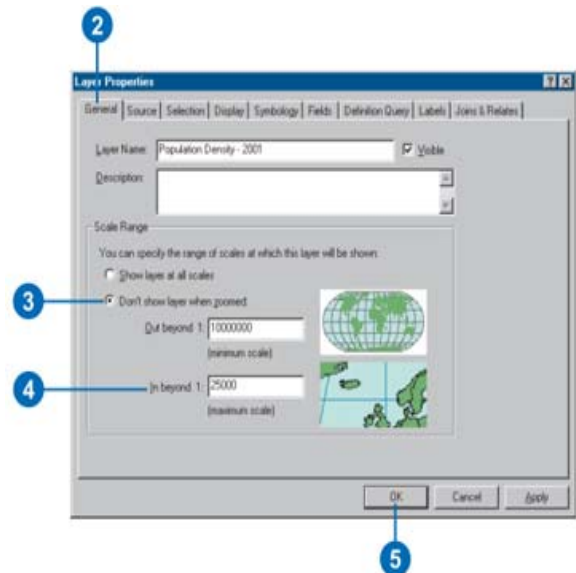 2
Layer Properties
General Source Selection Display Symbology Fields Definition Query Labels Joins & Relates
Layer Name: Population Density - 2001 Visible
Description:
Scale Range
You can specify the range of scales at which this layer will be shown:
Show layer at all scales
3
Don't show layer when zoomed:
Out beyond 1: 10000000
(minimum scale)
4
In beyond 1: 25000
(maximum scale)
OK Cancel Apply
5